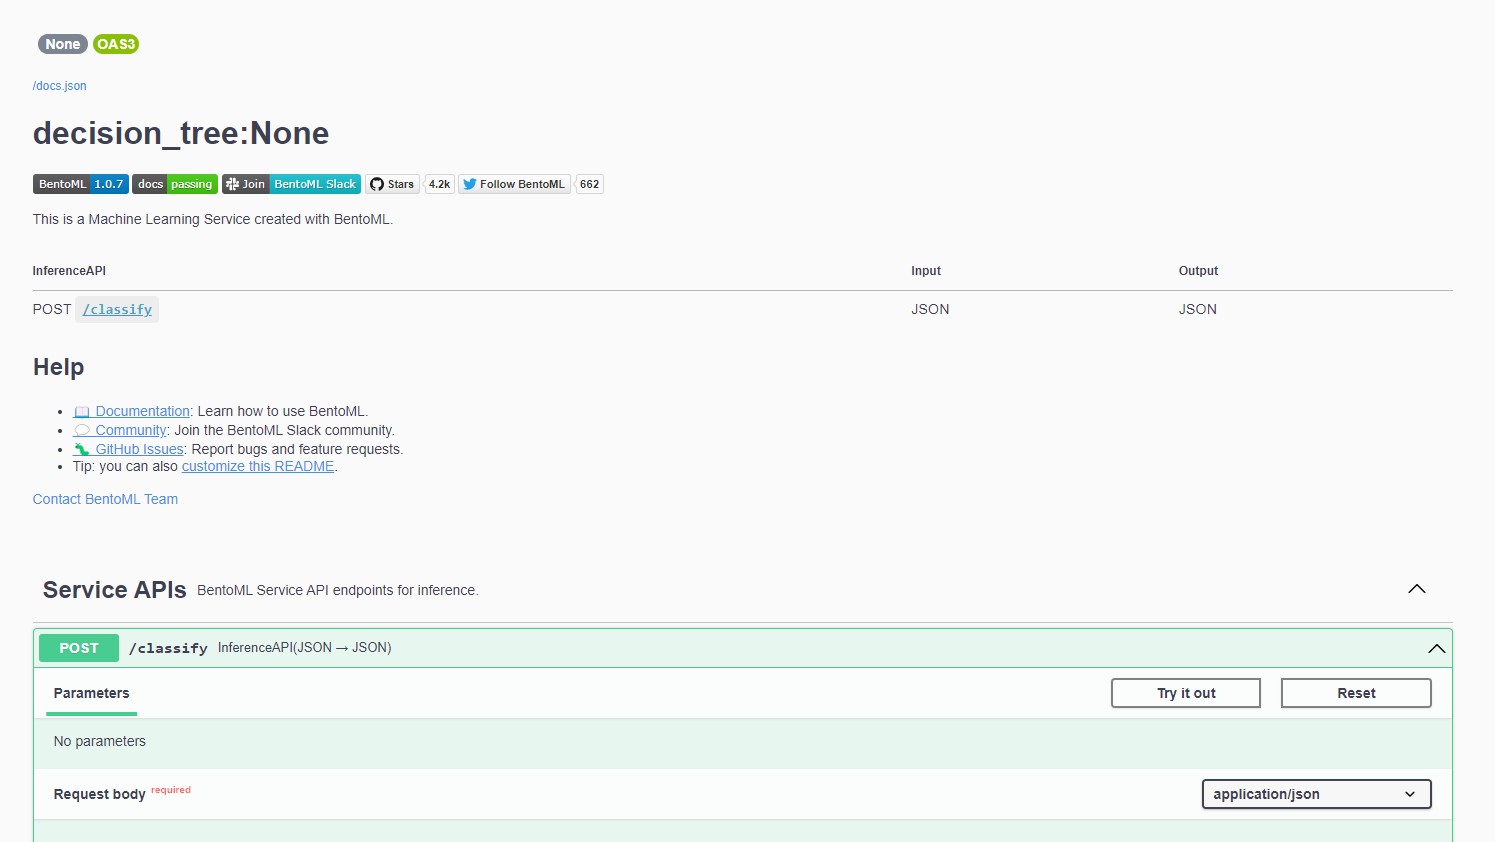 None OAS3
/docs.json
decision_tree:None
BentoML 1.0.7 docs passing Join BentoML Slack Stars 4.2k Follow BentoML 662
This is a Machine Learning Service created with BentoML.
InferenceAPI Input Output
POST /classify JSON JSON
Help
Documentation: Learn how to use BentoML.
Community: Join the BentoML Slack community.
GitHub Issues: Report bugs and feature requests.
Tip: you can also customize this README.
Contact BentoML Team
Service APIs BentoML Service API endpoints for inference.
POST /classify InferenceAPI(JSON → JSON)
Parameters Try it out Reset
No parameters
Request body required application/json